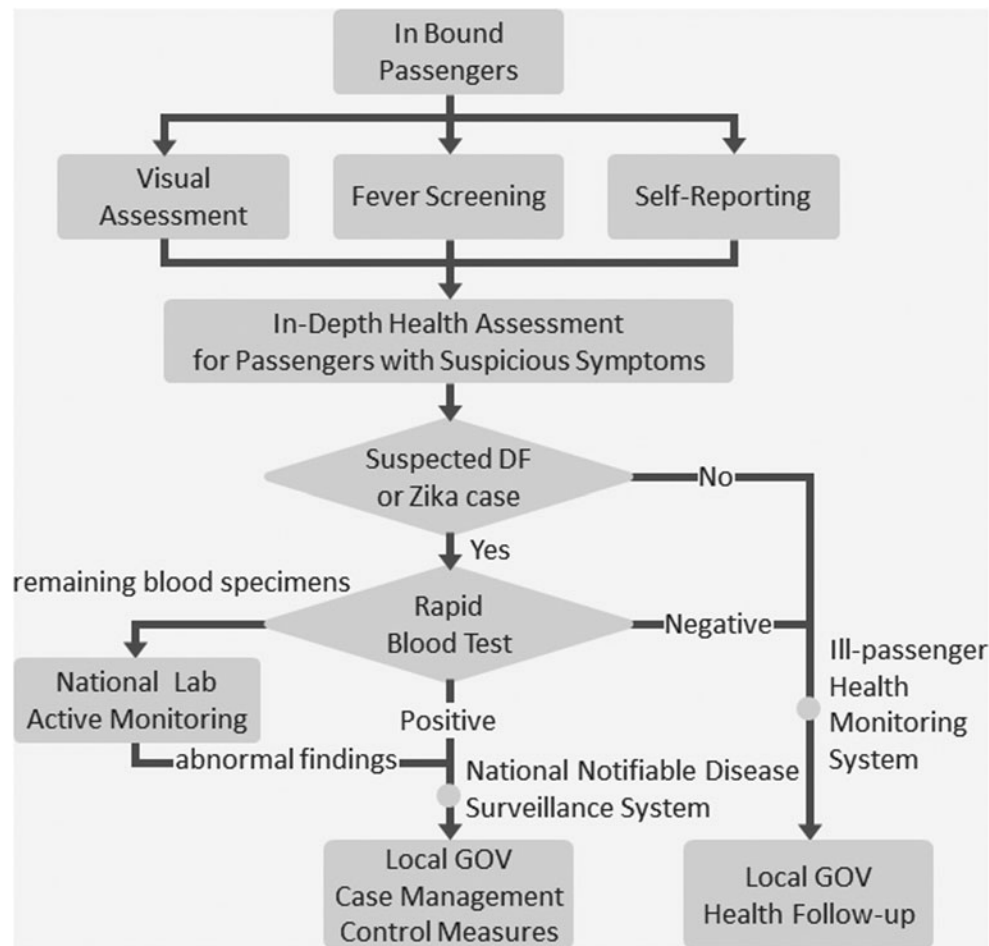 In Bound
Passengers
Visual
Assessment
Fever Screening
Self-Reporting
In-Depth Health Assessment
for Passengers with Suspicious Symptoms
Suspected DF
or Zika case
No
Yes
remaining blood specimens
Rapid
Blood Test
Negative
National Lab
Active Monitoring
Positive
Ill-passenger
Health
Monitoring
System
abnormal findings
National Notifiable Disease
Surveillance System
Local GOV
Case Management
Control Measures
Local GOV
Health Follow-up